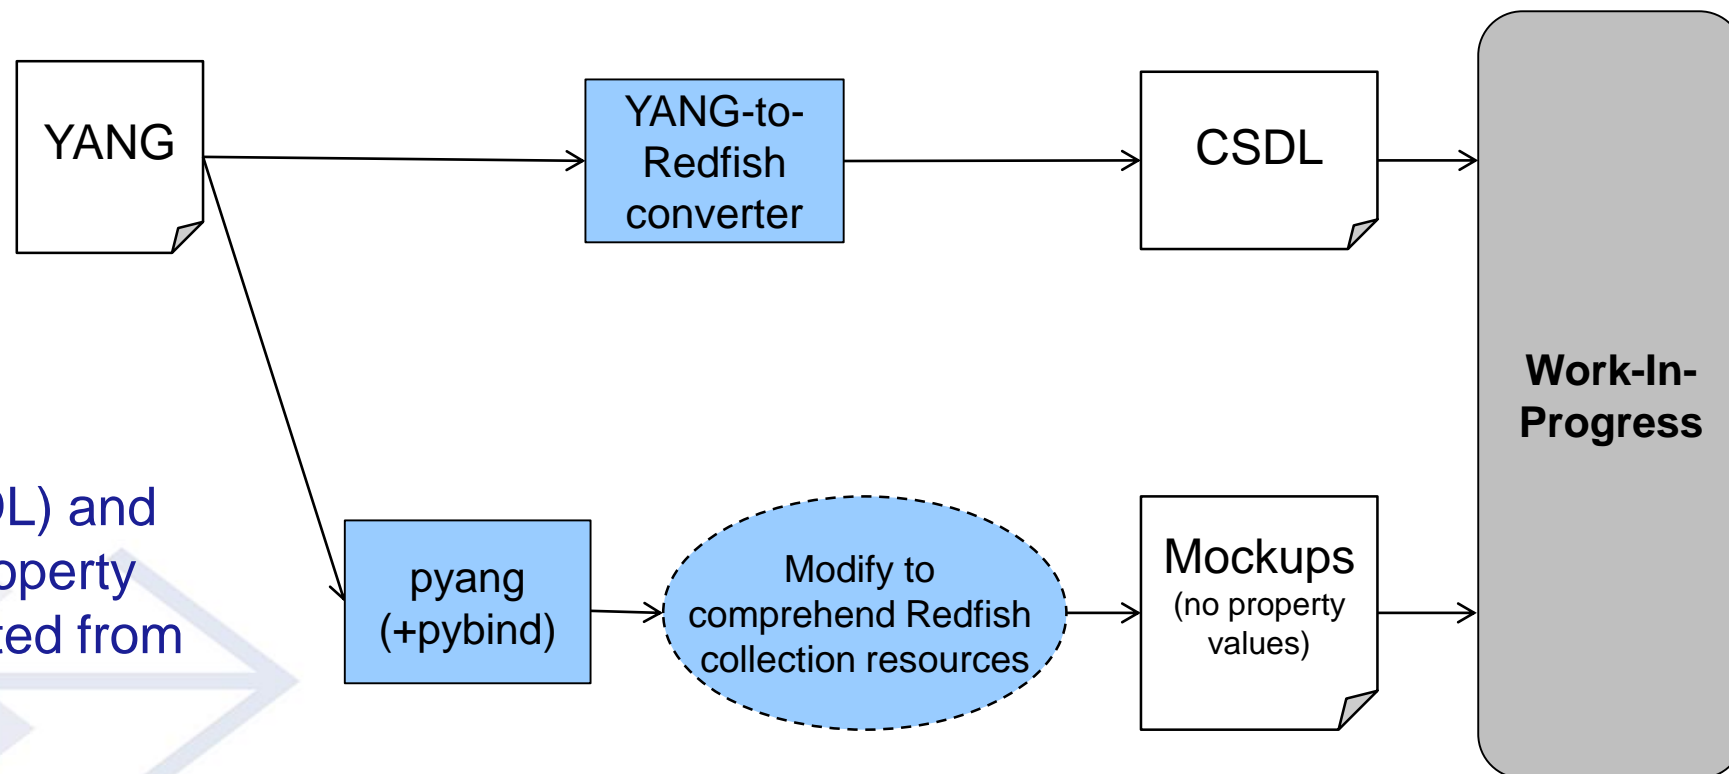 YANG
YANG-to-
Redfish
converter
CSDL
Work-In-
Progress
DL) and
operty
ted from
pyang
(+pybind)
Modify to
comprehend Redfish
collection resources
Mockups
(no property
values)